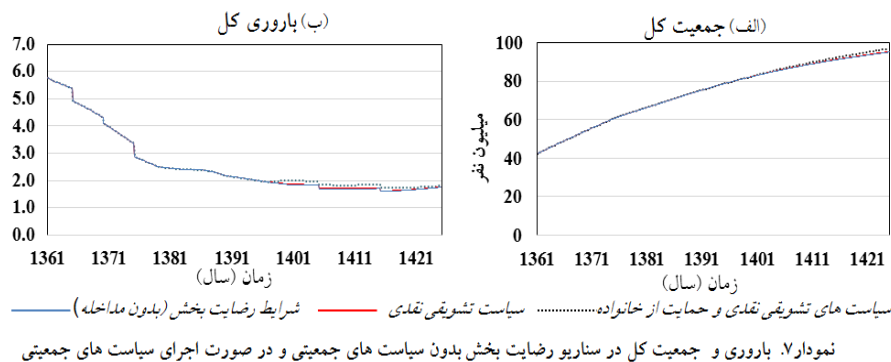 (الف) جمعیت کل
100
80
60
40
20
0
میلیون نفر
1361 1371 1381 1391 1401 1411 1421
زمان (سال)
(ب) باروری کل
7.0
6.0
5.0
4.0
3.0
2.0
1.0
0.0
1361 1371 1381 1391 1401 1411 1421
زمان (سال)
سیاست های تشویقی نقدی و حمایت از خانواده
سیاست تشویقی نقدی
شرایط رضایت بخش (بدون مداخله)
نمودار۷. باروری و جمعیت کل در سناریو رضایت بخش بدون سیاست های جمعیتی و در صورت اجرای سیاست های جمعیتی